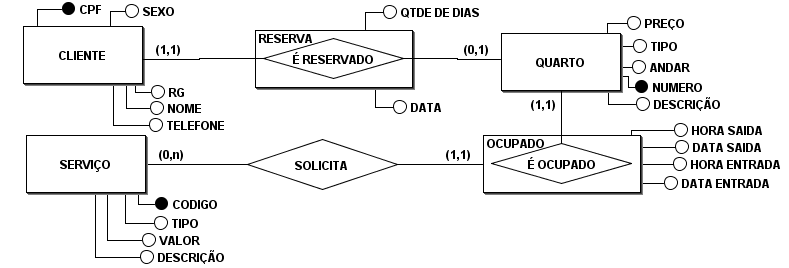 CPF
SEXO
QTDE DE DIAS
PREÇO
CLIENTE
(1,1)
RESERVA
É RESERVADO
(0,1)
QUARTO
TIPO
ANDAR
RG
NUMERO
NOME
DATA
(1,1)
DESCRIÇÃO
TELEFONE
HORA SAIDA
SERVIÇO
(0,n)
SOLICITA
(1,1)
OCUPADO
É OCUPADO
DATA SAIDA
HORA ENTRADA
DATA ENTRADA
CODIGO
TIPO
VALOR
DESCRIÇÃO